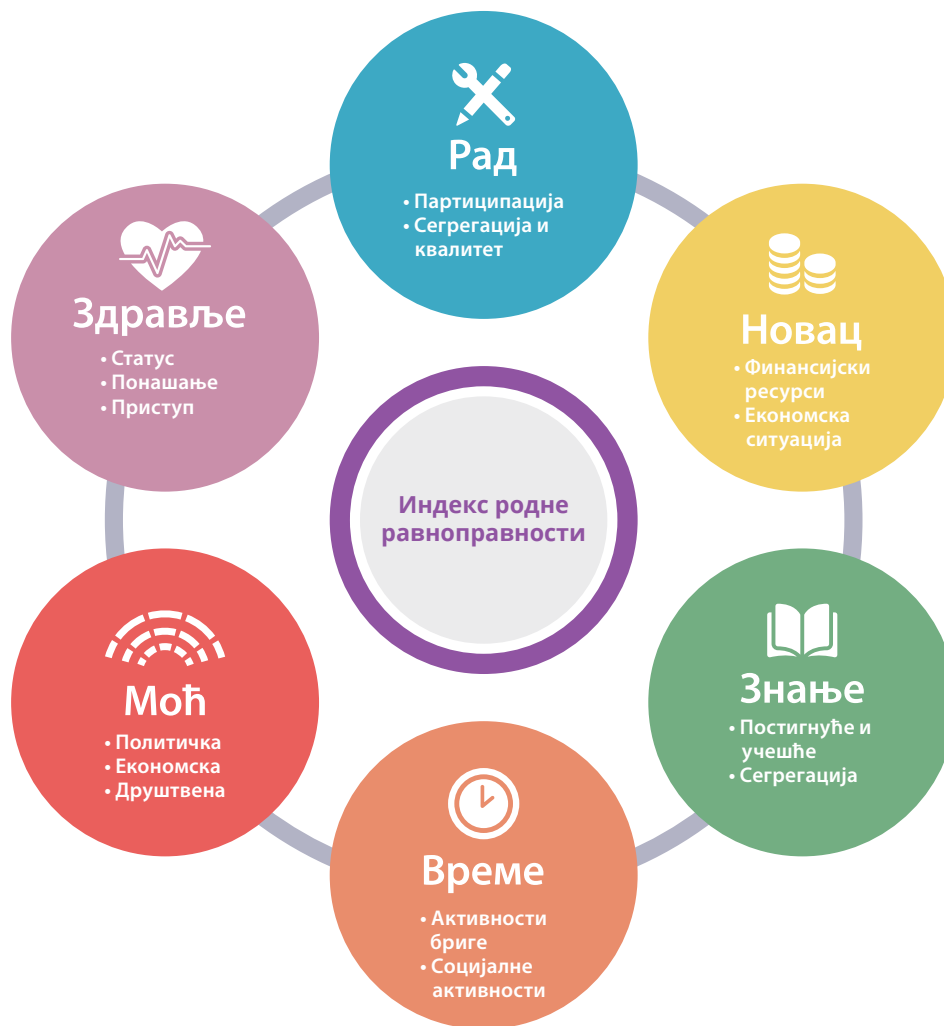 Рад
• Партиципација
• Сегрегација и
квалитет
Новац
• Финансијски
ресурси
• Економска
ситуација
Знање
• Постигнуће и
учешће
• Сегрегација
Време
• Активности
бриге
• Социјалне
активности
Моћ
• Политичка
• Економска
• Друштвена
Здравље
• Статус
• Понашање
• Приступ
Индекс родне
равноправности